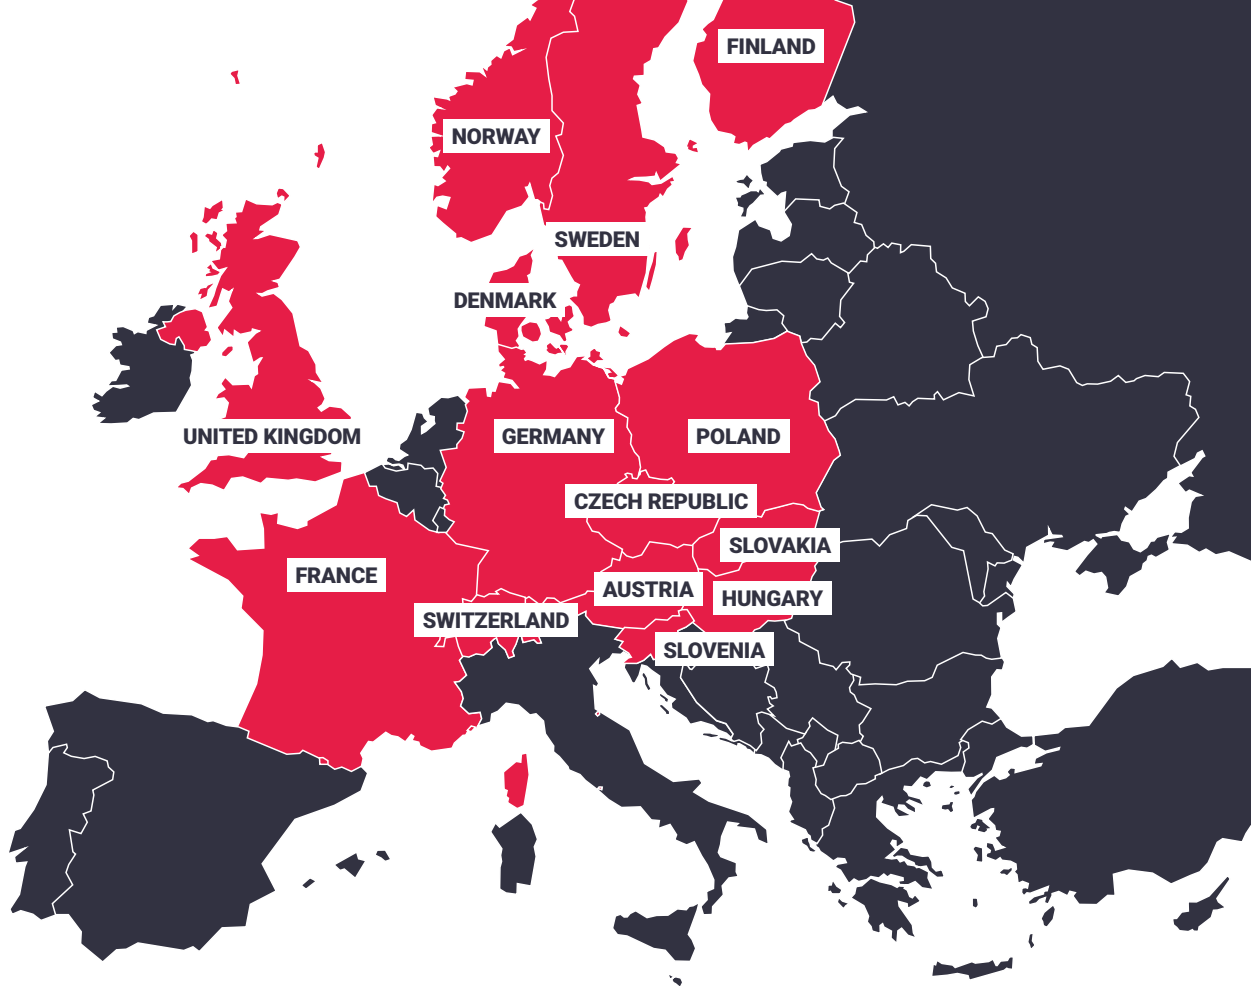 FINLAND
NORWAY
SWEDEN
DENMARK
UNITED KINGDOM
GERMANY
POLAND
CZECH REPUBLIC
SLOVAKIA
FRANCE
AUSTRIA
HUNGARY
SWITZERLAND
SLOVENIA